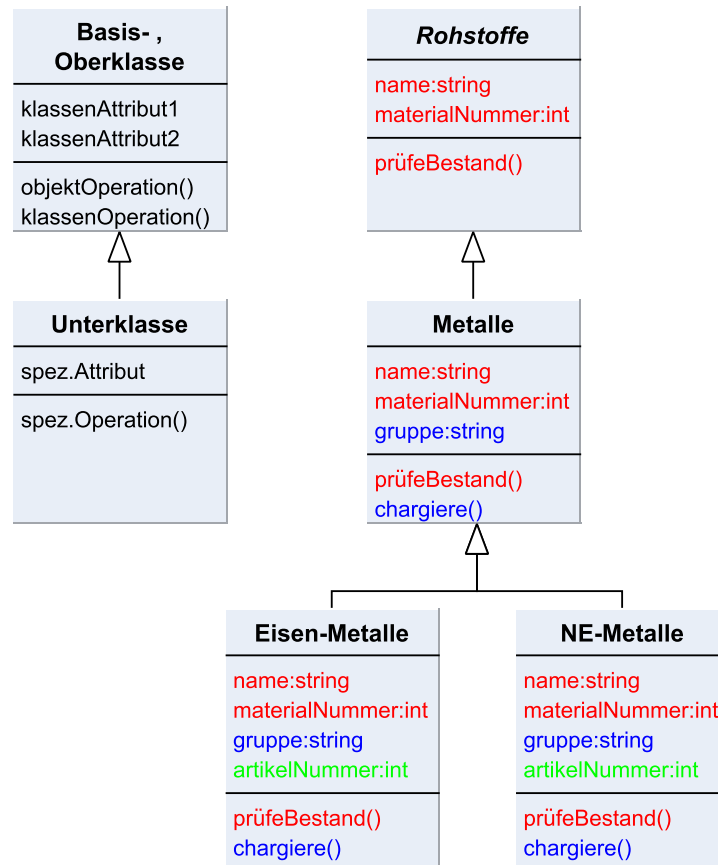 Basis- ,
Oberklasse
klassenAttribut1
klassenAttribut2
objektOperation()
klassenOperation()
Unterklasse
spez.Attribut
spez.Operation()
Rohstoffe
name:string
materialNummer:int
prüfeBestand()
Metalle
name:string
materialNummer:int
gruppe:string
prüfeBestand()
chargiere()
Eisen-Metalle
name:string
materialNummer:int
gruppe:string
artikelNummer:int
prüfeBestand()
chargiere()
NE-Metalle
name:string
materialNummer:int
gruppe:string
artikelNummer:int
prüfeBestand()
chargiere()